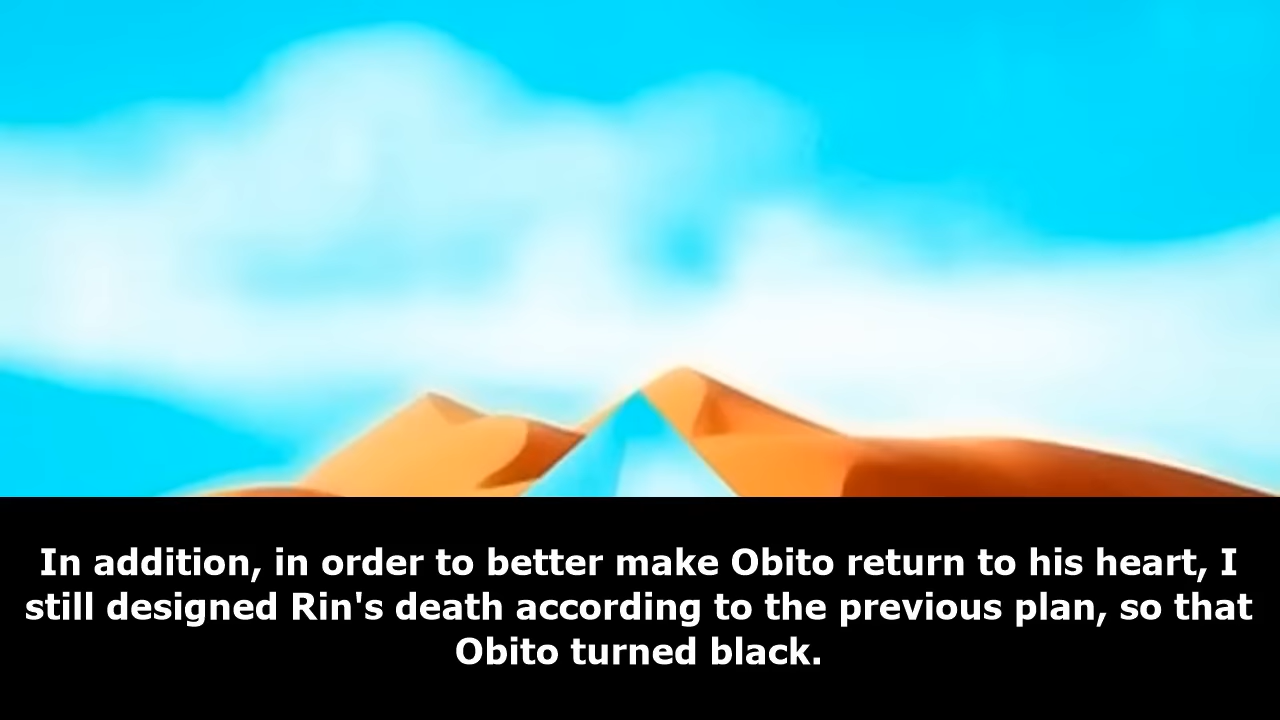 In addition, in order to better make Obito return to his heart, I
still designed Rin's death according to the previous plan, so that
Obito turned black.